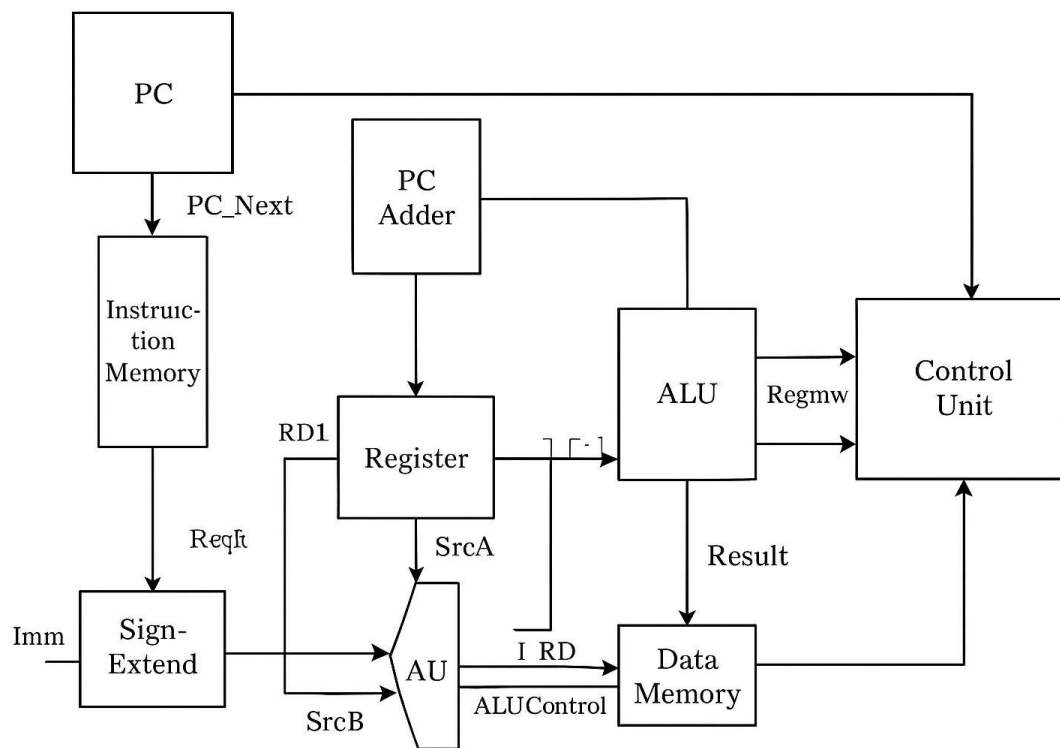 PC
PC
Adder
PC_Next
Instruic-
tion
Memory
ALU
Control
Unit
Regmw
RD1
Register
SrcA
Result
Imm
Sign-
Extend
AU
I RD
Data
Memory
SrcB
ALUControl